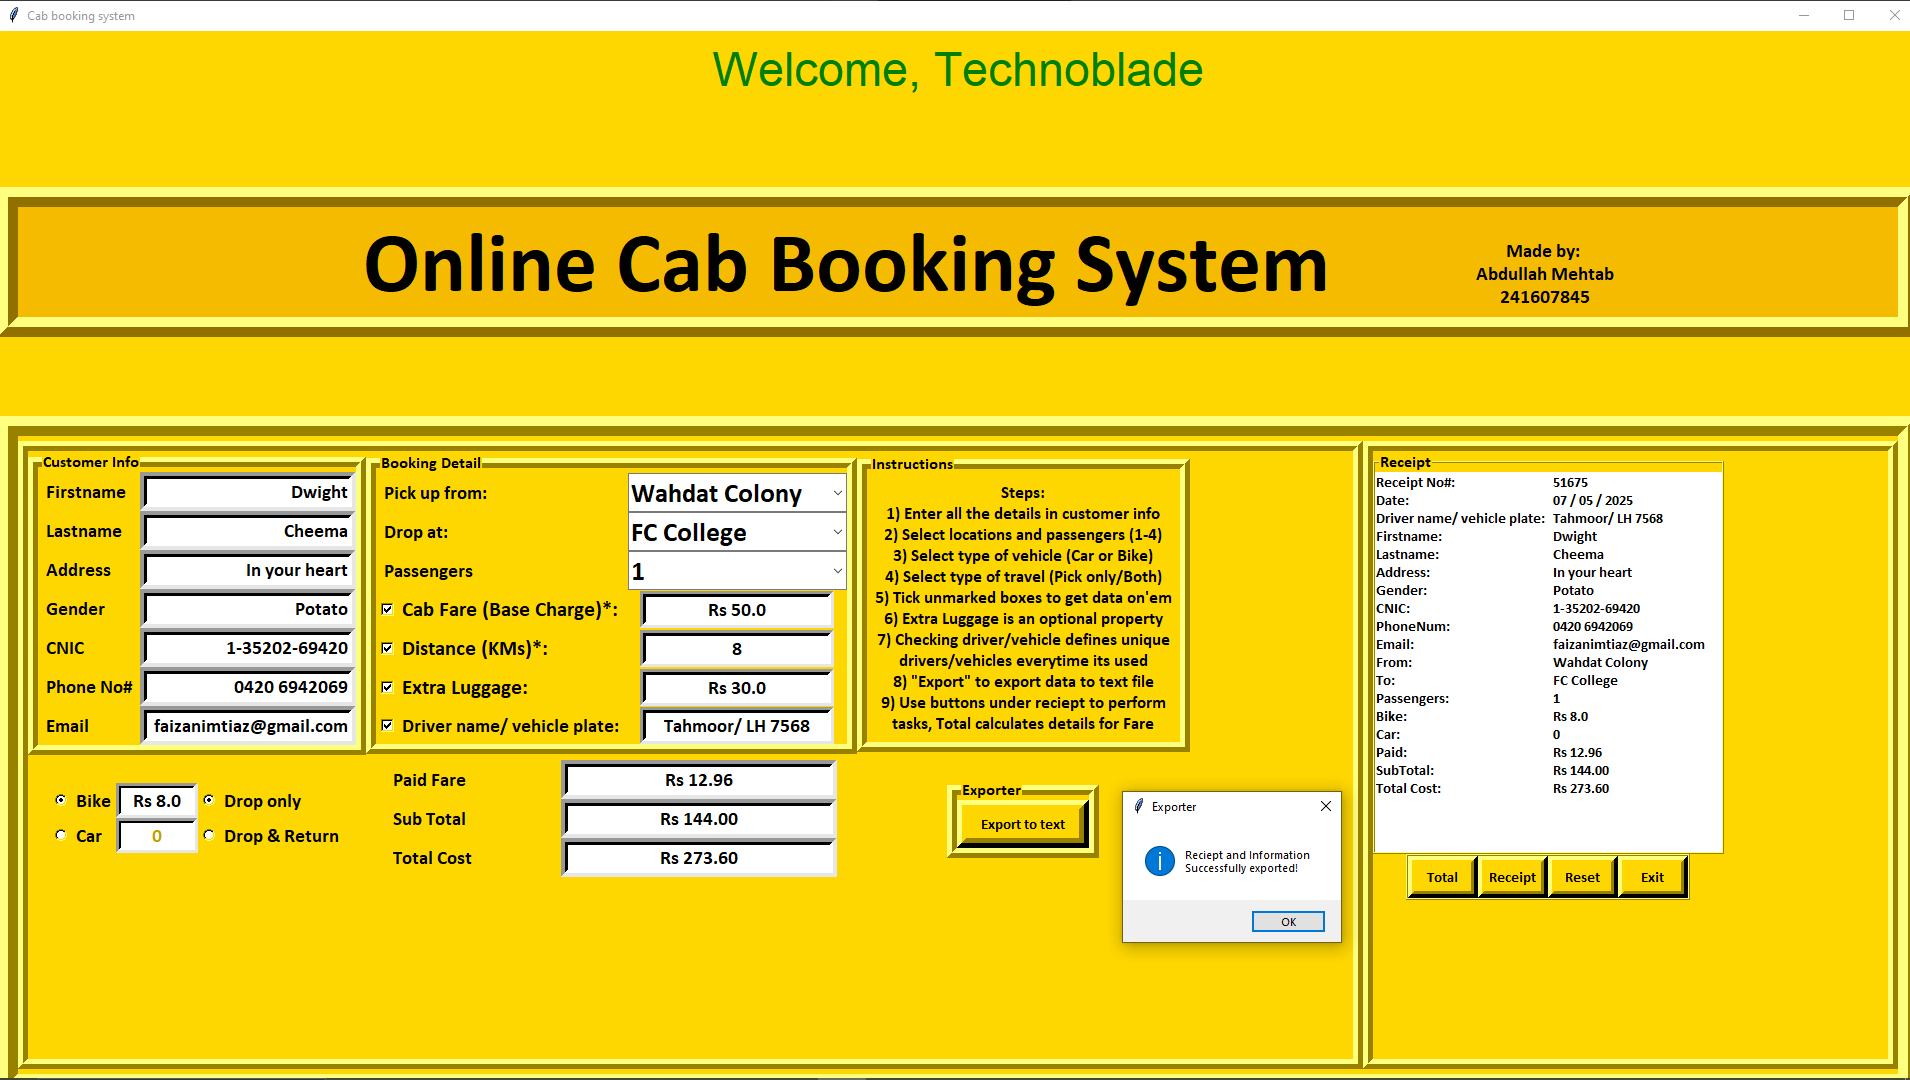 Cab booking system
Welcome, Technoblade
Online Cab Booking System
Made by:
Abdullah Mehtab
241607845
Customer Info
Firstname Dwight
Lastname Cheema
Address In your heart
Gender Potato
CNIC 1-35202-69420
Phone No# 0420 6942069
Email faizanimtiaz@gmail.com
Bike Rs 8.0 Drop only
Car 0 Drop & Return
Booking Detail
Pick up from: Wahdat Colony
Drop at: FC College
Passengers 1
Cab Fare (Base Charge)*: Rs 50.0
Distance (KMs)*: 8
Extra Luggage: Rs 30.0
Driver name/ vehicle plate: Tahmoor/ LH 7568
Paid Fare Rs 12.96
Sub Total Rs 144.00
Total Cost Rs 273.60
Instructions
Steps:
1) Enter all the details in customer info
2) Select locations and passengers (1-4)
3) Select type of vehicle (Car or Bike)
4) Select type of travel (Pick only/Both)
5) Tick unmarked boxes to get data on'em
6) Extra Luggage is an optional property
7) Checking driver/vehicle defines unique
drivers/vehicles everytime its used
8) "Export" to export data to text file
9) Use buttons under reciept to perform
tasks, Total calculates details for Fare
Exporter
Export to text
Exporter
Reciept and Information
Successfully exported!
OK
Receipt
Receipt No#: 51675
Date: 07 / 05 / 2025
Driver name/ vehicle plate: Tahmoor/ LH 7568
Firstname: Dwight
Lastname: Cheema
Address: In your heart
Gender: Potato
CNIC: 1-35202-69420
PhoneNum: 0420 6942069
Email: faizanimtiaz@gmail.com
From: Wahdat Colony
To: FC College
Passengers: 1
Bike: Rs 8.0
Car: 0
Paid: Rs 12.96
SubTotal: Rs 144.00
Total Cost: Rs 273.60
Total Receipt Reset Exit